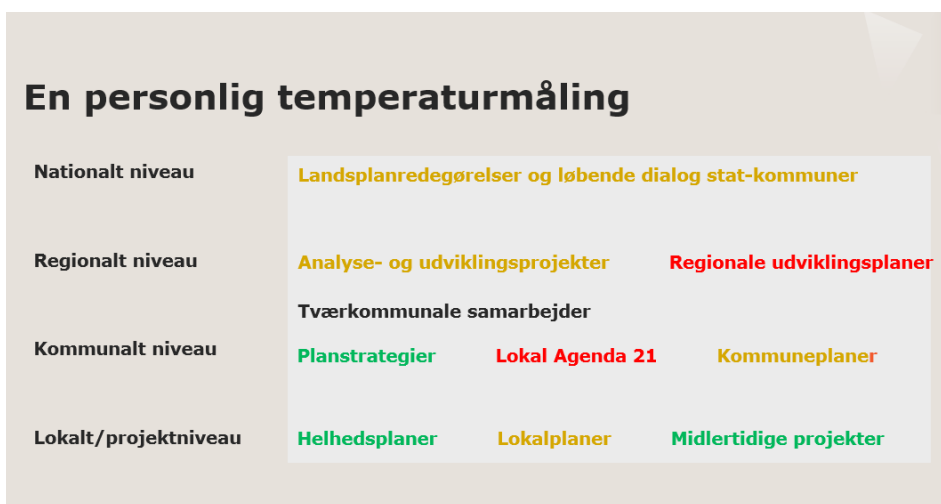 En personlig temperaturmåling
Nationalt niveau
Landsplanredegørelser og løbende dialog stat-kommuner
Regionalt niveau
Analyse- og udviklingsprojekter
Regionale udviklingsplaner
Tværkommunale samarbejder
Kommunalt niveau
Planstrategier
Lokal Agenda 21
Kommuneplaner
Lokalt/projektniveau
Helhedsplaner
Lokalplaner
Midlertidige projekter